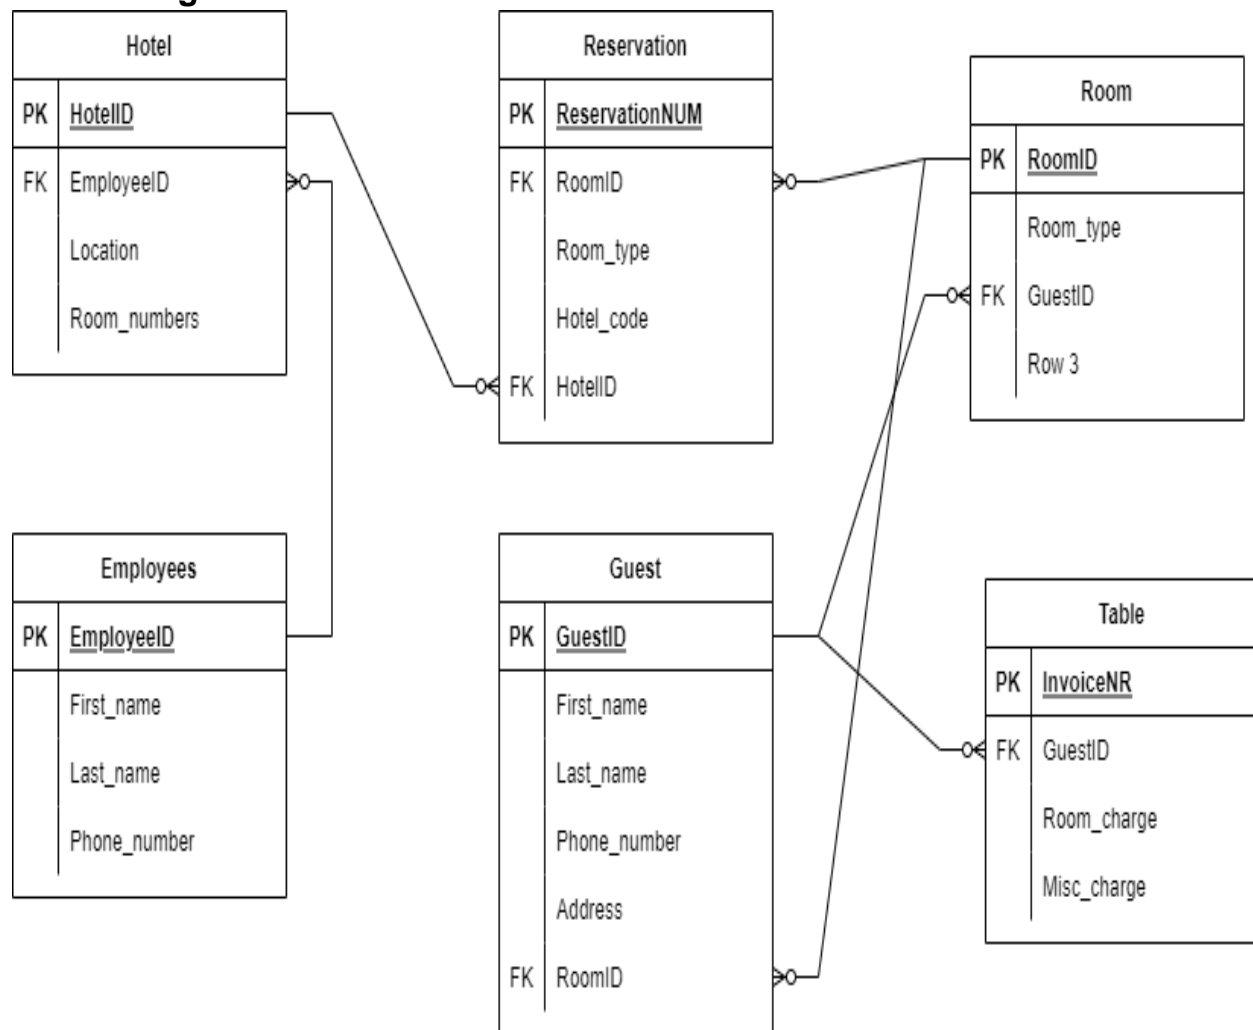 Hotel
PK HotelID
FK EmployeeID
Location
Room_numbers
Reservation
PK ReservationNUM
FK RoomID
Room_type
Hotel_code
FK HotelID
Room
PK RoomID
Room_type
FK GuestID
Row 3
Employees
PK EmployeeID
First_name
Last_name
Phone_number
Guest
PK GuestID
First_name
Last_name
Phone_number
Address
FK RoomID
Table
PK InvoiceNR
FK GuestID
Room_charge
Misc_charge